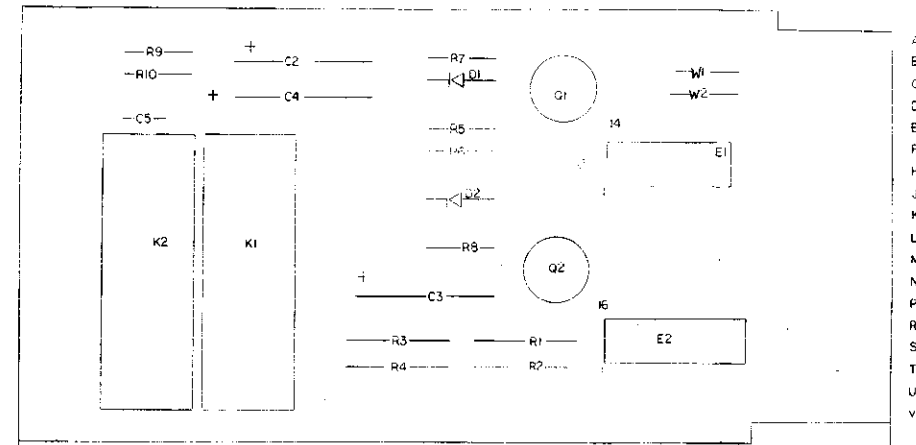 A
R9
+
R7
B
C2
D1
W1
R10
C
+
C4
Q1
W2
D
C5
R5
14
E
E1
F
H
D2
J
K
K2
K1
R8
L
Q2
M
+
C3
N
16
P
R3
R1
E2
R
R4
R2
S
T
U
V